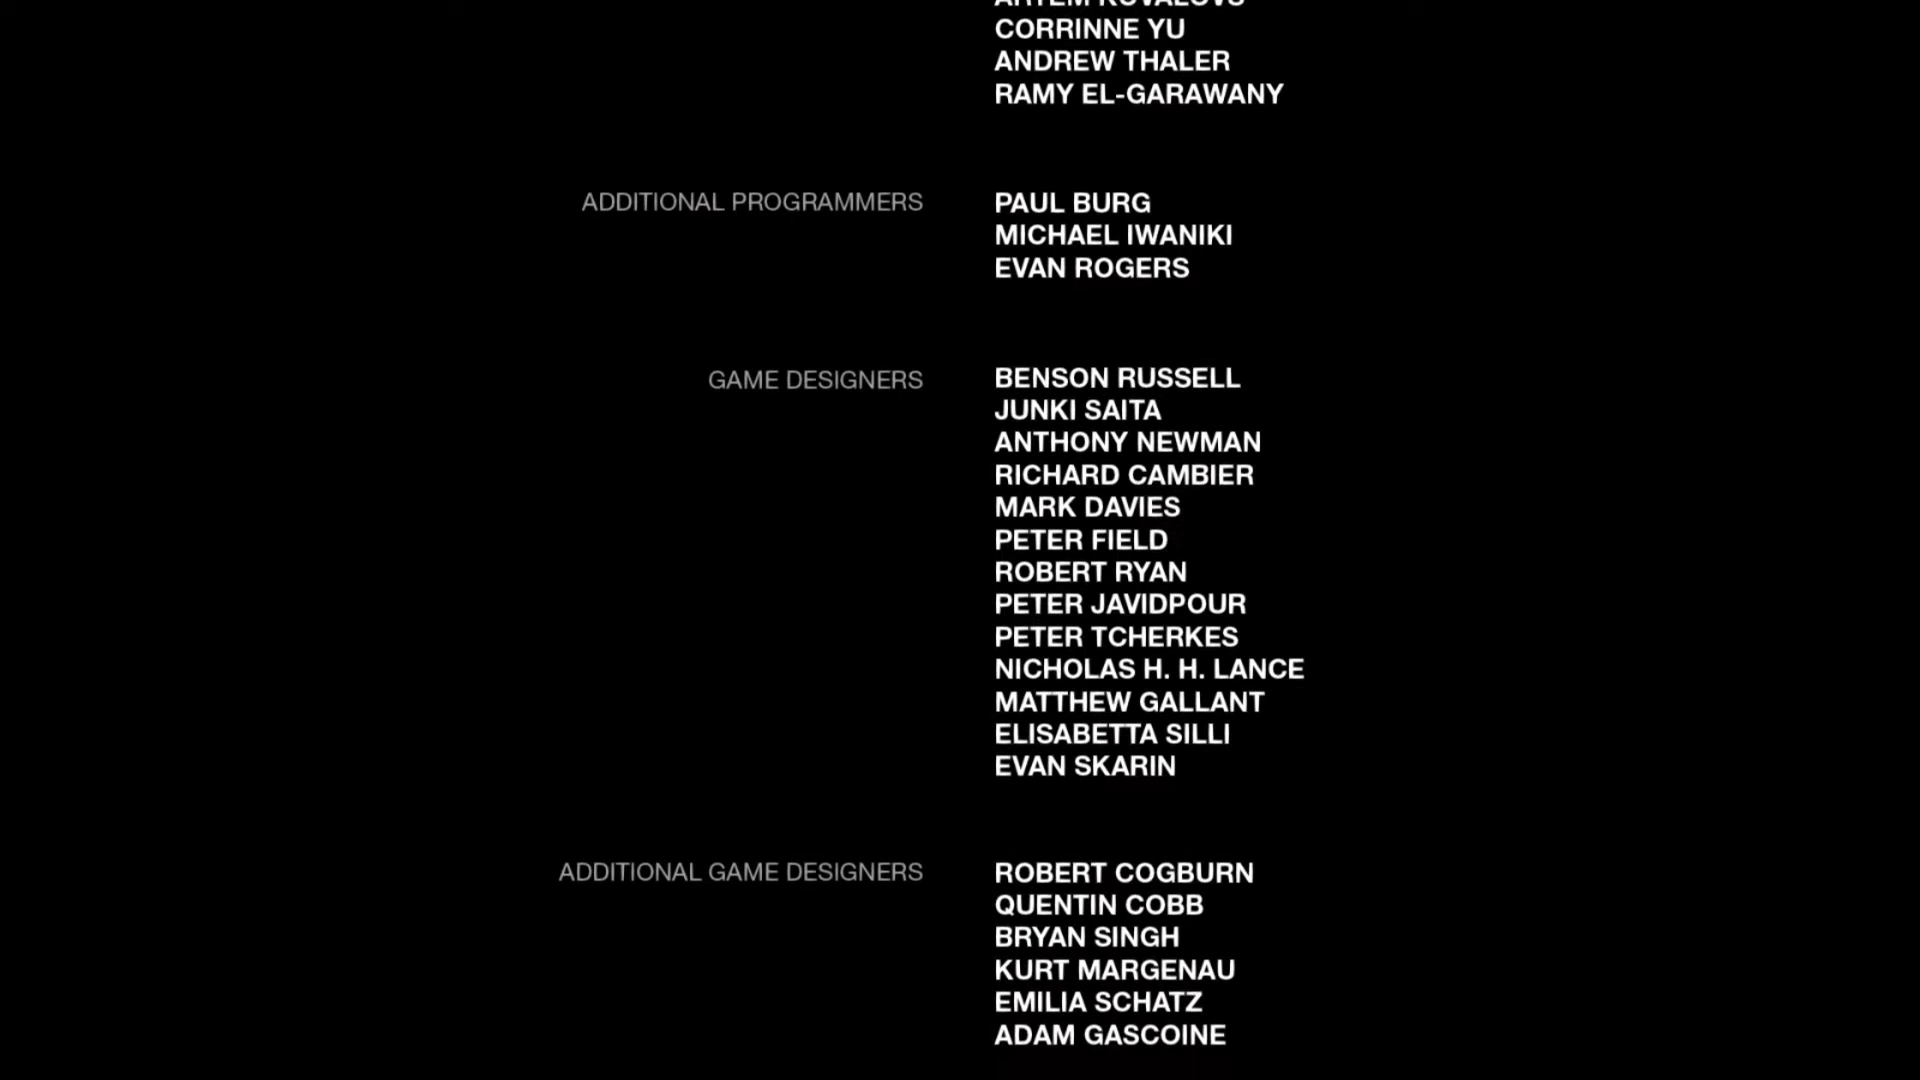 ARTEM KOVALOVS
CORRINNE YU
ANDREW THALER
RAMY EL-GARAWANY
ADDITIONAL PROGRAMMERS
PAUL BURG
MICHAEL IWANIKI
EVAN ROGERS
GAME DESIGNERS
BENSON RUSSELL
JUNKI SAITA
ANTHONY NEWMAN
RICHARD CAMBIER
MARK DAVIES
PETER FIELD
ROBERT RYAN
PETER JAVIDPOUR
PETER TCHERKES
NICHOLAS H. H. LANCE
MATTHEW GALLANT
ELISABETTA SILLI
EVAN SKARIN
ADDITIONAL GAME DESIGNERS
ROBERT COGBURN
QUENTIN COBB
BRYAN SINGH
KURT MARGENAU
EMILIA SCHATZ
ADAM GASCOINE